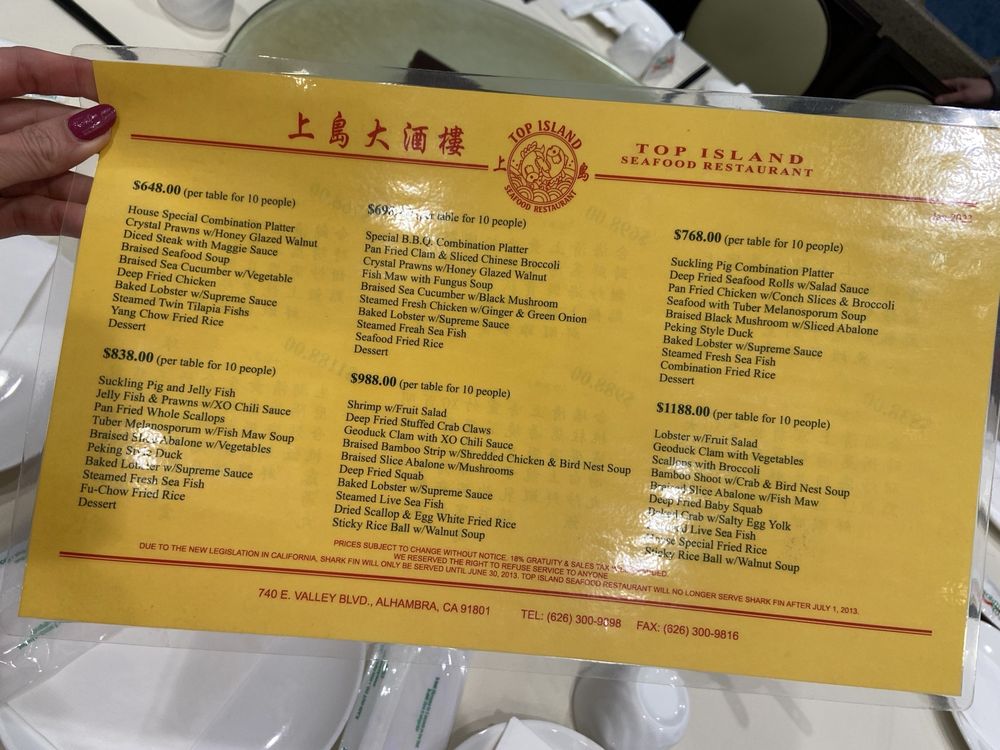 上島大酒樓
上 TOP ISLAND 島
SEAFOOD RESTAURANT
TOP ISLAND
SEAFOOD RESTAURANT
$648.00 (per table for 10 people)
House Special Combination Platter
Crystal Prawns w/Honey Glazed Walnut
Diced Steak with Maggie Sauce
Braised Seafood Soup
Braised Sea Cucumber w/Vegetable
Deep Fried Chicken
Baked Lobster w/Supreme Sauce
Steamed Twin Tilapia Fishs
Yang Chow Fried Rice
Dessert
per table for 10 people)
Special B.B.Q. Combination Platter
Pan Fried Clam & Sliced Chinese Broccoli
Crystal Prawns w/Honey Glazed Walnut
Fish Maw with Fungus Soup
Braised Sea Cucumber w/Black Mushroom
Steamed Fresh Chicken w/Ginger & Green Onion
Baked Lobster w/Supreme Sauce
Steamed Freah Sea Fish
Seafood Fried Rice
Dessert
$768.00 (per table for 10 people)
Suckling Pig Combination Platter
Deep Fried Seafood Rolls w/Salad Sauce
Pan Fried Chicken w/Conch Slices & Broccoli
Seafood with Tuber Melanosporum Soup
Braised Black Mushroom w/Sliced Abalone
Peking Style Duck
Baked Lobster w/Supreme Sauce
Steamed Fresh Sea Fish
Combination Fried Rice
Dessert
$838.00 (per table for 10 people)
Suckling Pig and Jelly Fish
Jelly Fish & Prawns w/XO Chili Sauce
Pan Fried Whole Scallops
Tuber Melanosporum w/Fish Maw Soup
Braised Slice Abalone w/Vegetables
Peking Style Duck
Baked Lobster w/Supreme Sauce
Steamed Fresh Sea Fish
Fu-Chow Fried Rice
Dessert
$988.00 (per table for 10 people)
Shrimp w/Fruit Salad
Deep Fried Stuffed Crab Claws
Geoduck Clam with XO Chili Sauce
Braised Bamboo Strip w/Shredded Chicken & Bird Nest Soup
Braised Slice Abalone w/Mushrooms
Deep Fried Squab
Baked Lobster w/Supreme Sauce
Steamed Live Sea Fish
Dried Scallop & Egg White Fried Rice
Sticky Rice Ball w/Walnut Soup
$1188.00 (per table for 10 people)
Lobster w/Fruit Salad
Geoduck Clam with Vegetables
Scallops with Broccoli
Bamboo Shoot w/Crab & Bird Nest Soup
Braised Slice Abalone w/Fish Maw
Deep Fried Baby Squab
Baked Crab w/Salty Egg Yolk
Live Sea Fish
Special Fried Rice
Sticky Rice Ball w/Walnut Soup
PRICES SUBJECT TO CHANGE WITHOUT NOTICE. 18% GRATUITY & SALES TAX
WE RESERVED THE RIGHT TO REFUSE SERVICE TO ANYONE
DUE TO THE NEW LEGISLATION IN CALIFORNIA, SHARK FIN WILL ONLY BE SERVED UNTIL JUNE 30, 2013. TOP ISLAND SEAFOOD RESTAURANT WILL NO LONGER SERVE SHARK FIN AFTER JULY 1, 2013.
740 E. VALLEY BLVD., ALHAMBRA, CA 91801 TEL: (626) 300-9898 FAX: (626) 300-9816